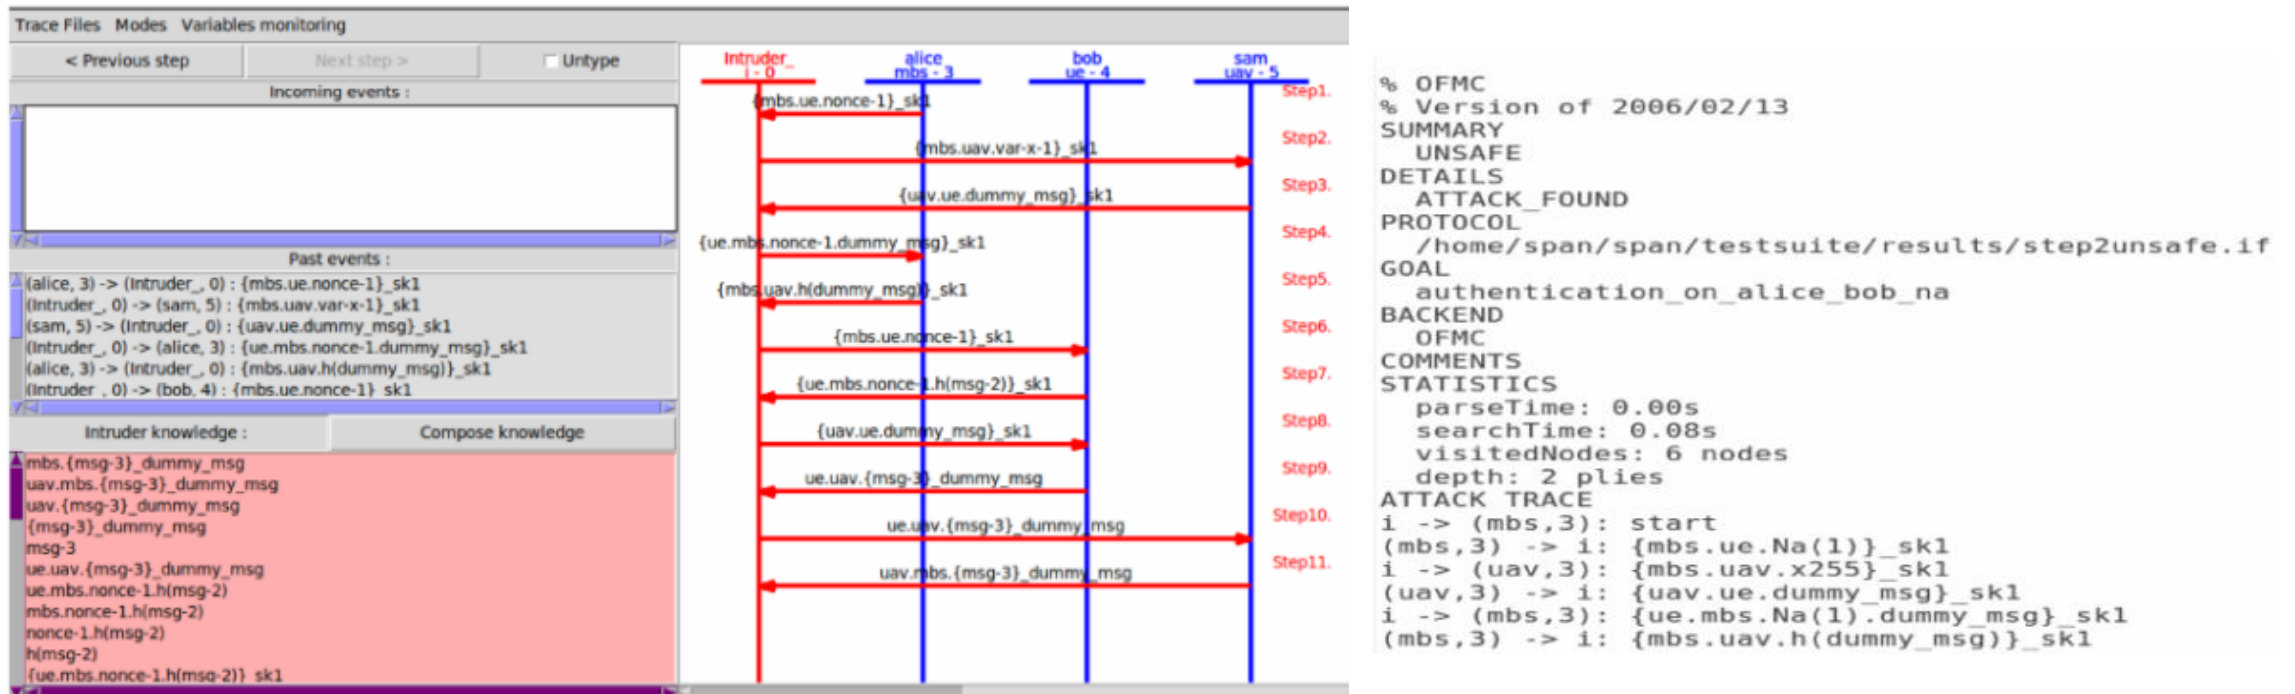 Trace Files Modes Variables monitoring
< Previous step
Next step >
Untype
Incoming events :
Past events :
(alice, 3) -> (Intruder_, 0) : {mbs.ue.nonce-1}_sk1
(Intruder_, 0) -> (sam, 5) : {mbs.uav.var-x-1}_sk1
(sam, 5) -> (Intruder_, 0) : {uav.ue.dummy_msg}_sk1
(Intruder_, 0) -> (alice, 3) : {ue.mbs.nonce-1.dummy_msg}_sk1
(alice, 3) -> (Intruder_, 0) : {mbs.uav.h(dummy_msg)}_sk1
(Intruder_, 0) -> (bob, 4) : {mbs.ue.nonce-1}_sk1
Intruder knowledge :
Compose knowledge
mbs.{msg-3}_dummy_msg
uav.mbs.{msg-3}_dummy_msg
uav.{msg-3}_dummy_msg
{msg-3}_dummy_msg
msg-3
ue.uav.{msg-3}_dummy_msg
ue.mbs.nonce-1.h(msg-2)
mbs.nonce-1.h(msg-2)
nonce-1.h(msg-2)
h(msg-2)
{ue.mbs.nonce-1.h(msg-2)}_sk1
Intruder_ alice bob sam
i - 0 mbs - 3 ue - 4 uav - 5
Step1.
{mbs.ue.nonce-1}_sk1
Step2.
{mbs.uav.var-x-1}_sk1
Step3.
{uav.ue.dummy_msg}_sk1
Step4.
{ue.mbs.nonce-1.dummy_msg}_sk1
Step5.
{mbs.uav.h(dummy_msg)}_sk1
Step6.
{mbs.ue.nonce-1}_sk1
Step7.
{ue.mbs.nonce-1.h(msg-2)}_sk1
Step8.
{uav.ue.dummy_msg}_sk1
Step9.
ue.uav.{msg-3}_dummy_msg
Step10.
ue.uav.{msg-3}_dummy_msg
Step11.
uav.mbs.{msg-3}_dummy_msg
% OFMC
% Version of 2006/02/13
SUMMARY
UNSAFE
DETAILS
ATTACK_FOUND
PROTOCOL
/home/span/span/testsuite/results/step2unsafe.if
GOAL
authentication_on_alice_bob_na
BACKEND
OFMC
COMMENTS
STATISTICS
parseTime: 0.00s
searchTime: 0.08s
visitedNodes: 6 nodes
depth: 2 plies
ATTACK TRACE
i -> (mbs,3): start
(mbs,3) -> i: {mbs.ue.Na(1)}_sk1
i -> (uav,3): {mbs.uav.x255}_sk1
(uav,3) -> i: {uav.ue.dummy_msg}_sk1
i -> (mbs,3): {ue.mbs.Na(1).dummy_msg}_sk1
(mbs,3) -> i: {mbs.uav.h(dummy_msg)}_sk1